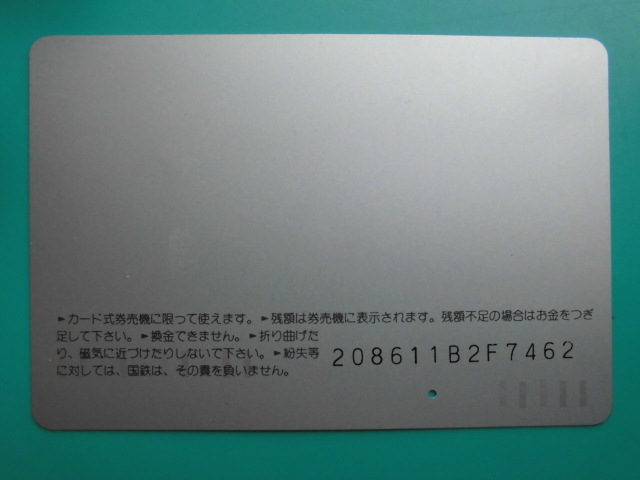 ►カード式券売機に限って使えます。►残額は券売機に表示されます。残額不足の場合はお金をつぎ
足して下さい。►換金できません。►折り曲げた
り、磁気に近づけたりしないで下さい。►紛失等
に対しては、国鉄は、その責を負いません。
208611B2F7462